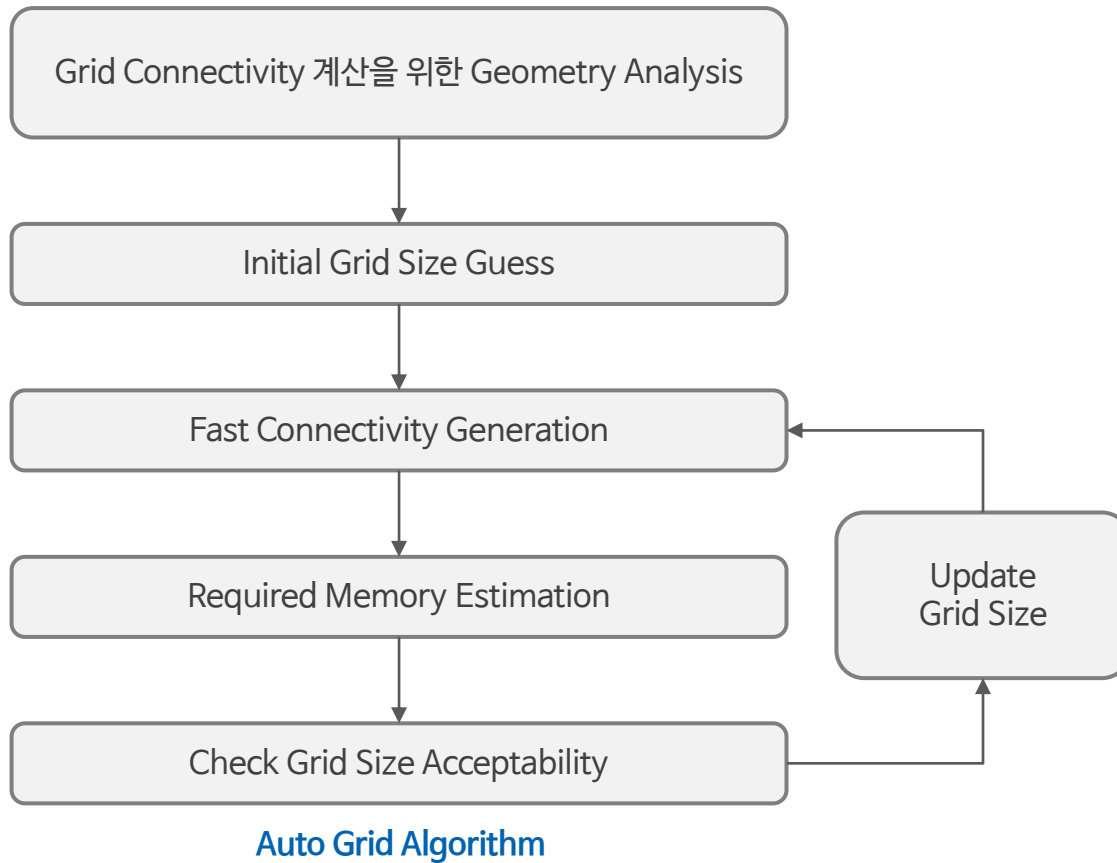 Grid Connectivity 계산을 위한 Geometry Analysis
Initial Grid Size Guess
Fast Connectivity Generation
Required Memory Estimation
Update
Grid Size
Check Grid Size Acceptability
Auto Grid Algorithm